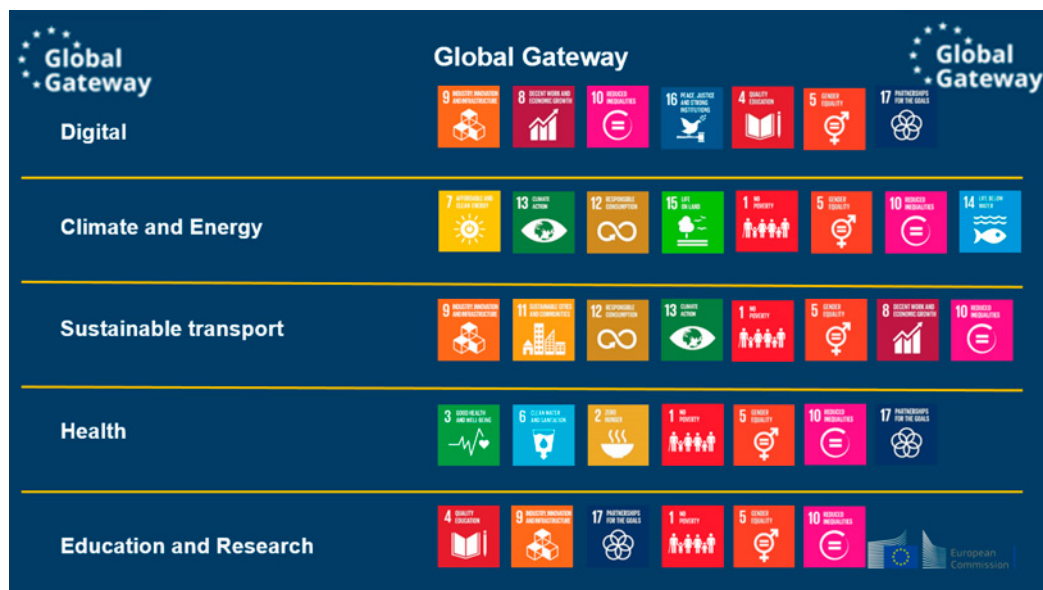 Global
Gateway
Global Gateway
Global
Gateway
Digital
9 INDUSTRY, INNOVATION
AND INFRASTRUCTURE
8 DECENT WORK AND
ECONOMIC GROWTH
10 REDUCED
INEQUALITIES
16 PEACE, JUSTICE
AND STRONG
INSTITUTIONS
4 QUALITY
EDUCATION
5 GENDER
EQUALITY
17 PARTNERSHIPS
FOR THE GOALS
Climate and Energy
7 AFFORDABLE AND
CLEAN ENERGY
13 CLIMATE
ACTION
12 RESPONSIBLE
CONSUMPTION
15 LIFE
ON LAND
1 NO
POVERTY
5 GENDER
EQUALITY
10 REDUCED
INEQUALITIES
14 LIFE BELOW
WATER
Sustainable transport
9 INDUSTRY, INNOVATION
AND INFRASTRUCTURE
11 SUSTAINABLE CITIES
AND COMMUNITIES
12 RESPONSIBLE
CONSUMPTION
13 CLIMATE
ACTION
1 NO
POVERTY
5 GENDER
EQUALITY
8 DECENT WORK AND
ECONOMIC GROWTH
10 REDUCED
INEQUALITIES
Health
3 GOOD HEALTH
AND WELL-BEING
6 CLEAN WATER
AND SANITATION
2 ZERO
HUNGER
1 NO
POVERTY
5 GENDER
EQUALITY
10 REDUCED
INEQUALITIES
17 PARTNERSHIPS
FOR THE GOALS
Education and Research
4 QUALITY
EDUCATION
9 INDUSTRY, INNOVATION
AND INFRASTRUCTURE
17 PARTNERSHIPS
FOR THE GOALS
1 NO
POVERTY
5 GENDER
EQUALITY
10 REDUCED
INEQUALITIES
European
Commission